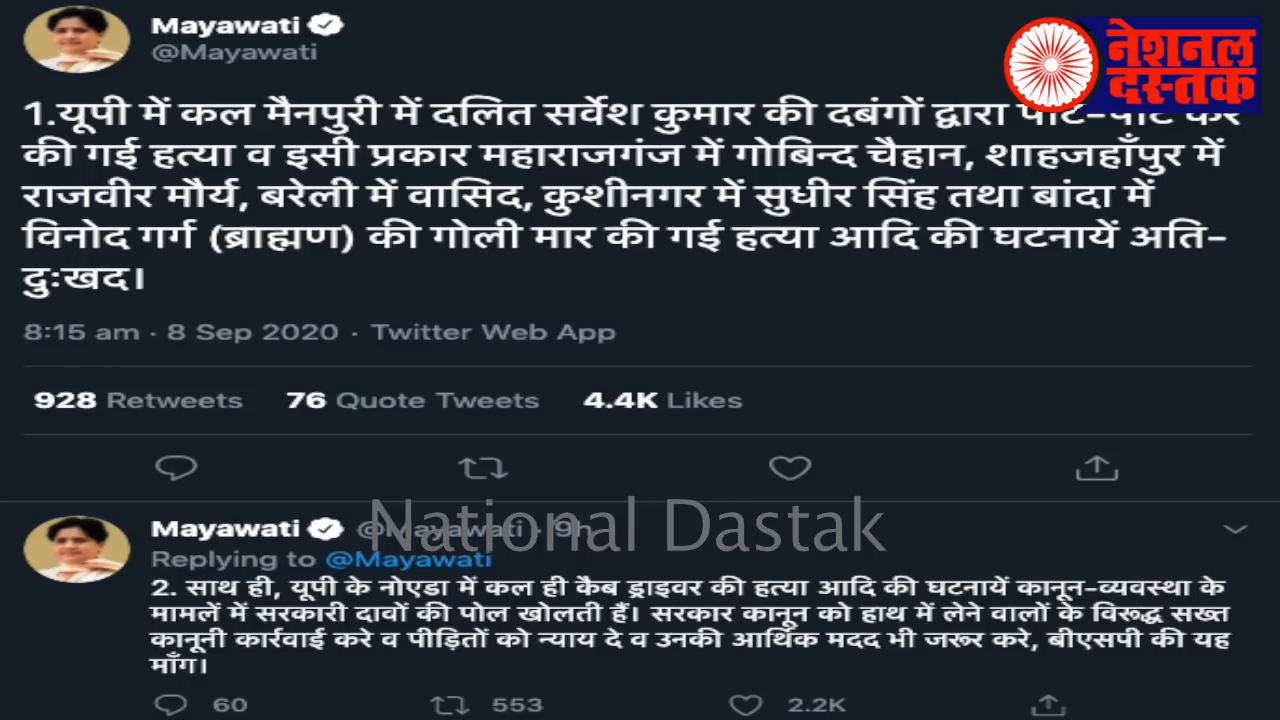 Mayawati
@Mayawati
नेशनल
दस्तक
1.यूपी में कल मैनपुरी में दलित सर्वेश कुमार की दबंगों द्वारा पीट-पीट कर
की गई हत्या व इसी प्रकार महाराजगंज में गोबिन्द चैहान, शाहजहाँपुर में
राजवीर मौर्य, बरेली में वासिद, कुशीनगर में सुधीर सिंह तथा बांदा में
विनोद गर्ग (ब्राह्मण) की गोली मार की गई हत्या आदि की घटनायें अति-
दुःखद।
8:15 am · 8 Sep 2020 · Twitter Web App
928 Retweets 76 Quote Tweets 4.4K Likes
National Dastak
Mayawati @Mayawati · 9h
Replying to @Mayawati
2. साथ ही, यूपी के नोएडा में कल ही कैब ड्राइवर की हत्या आदि की घटनायें कानून-व्यवस्था के
मामलें में सरकारी दावों की पोल खोलती हैं। सरकार कानून को हाथ में लेने वालों के विरूद्ध सख्त
कानूनी कार्रवाई करे व पीड़ितों को न्याय दे व उनकी आर्थिक मदद भी जरूर करे, बीएसपी की यह
माँग।
60 553 2.2K